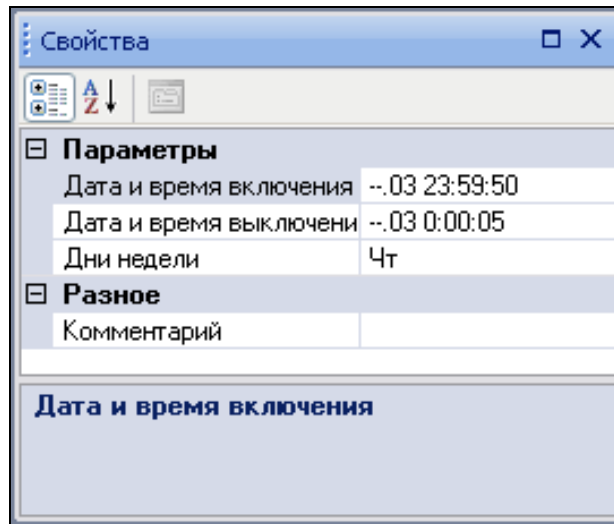 Свойства
Параметры
Дата и время включения --.03 23:59:50
Дата и время выключени --.03 0:00:05
Дни недели Чт
Разное
Комментарий
Дата и время включения